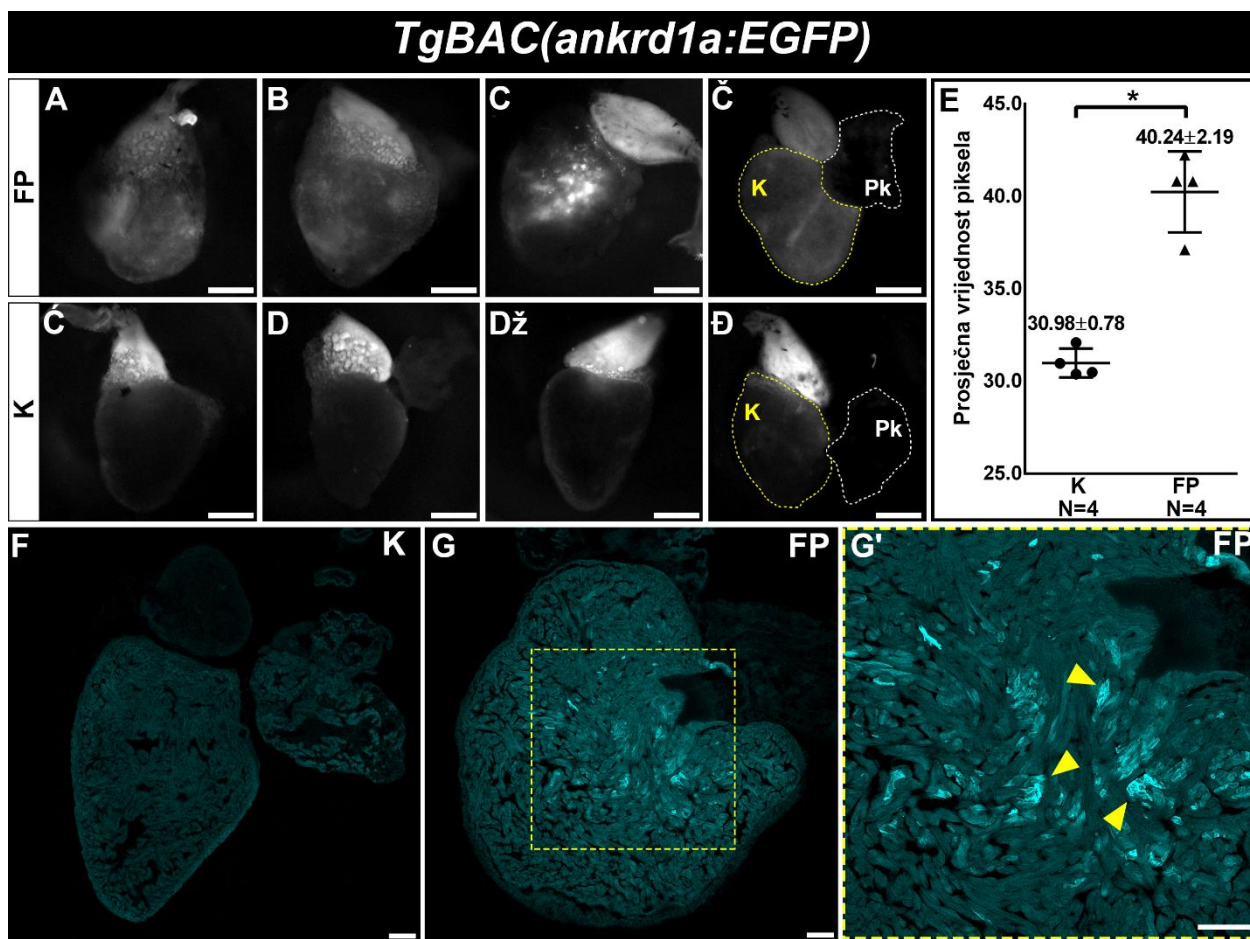 TgBAC(ankrd1a:EGFP)
FP
A
B
C
Č
K
Pk
K
Ć
D
Dž
Đ
K
Pk
E
Prosječna vrijednost piksela
45.0
40.0
35.0
30.0
25.0
*
40.24±2.19
30.98±0.78
K
FP
N=4
N=4
F
K
G
FP
G'
FP